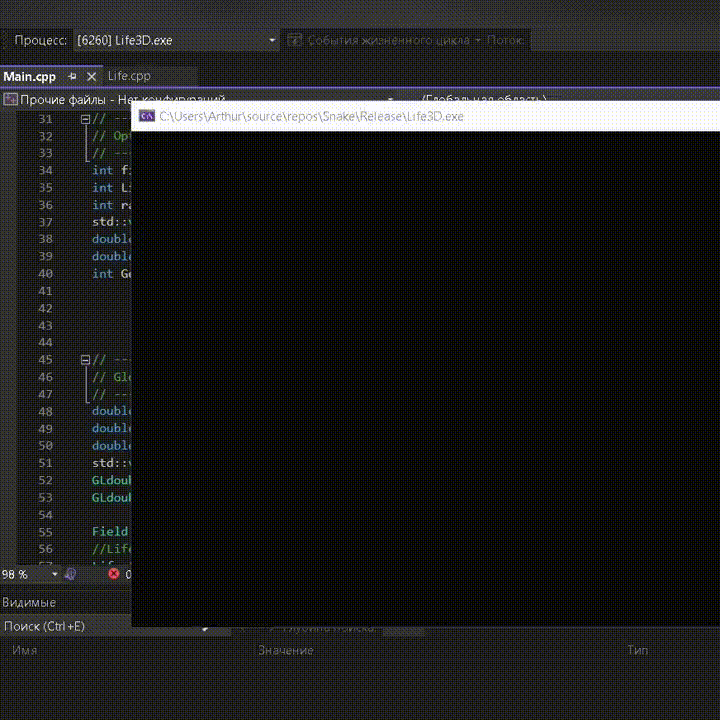 Процесс: [6260] Life3D.exe События жизненного цикла Поток:
Main.cpp Life.cpp
Прочие файлы - Нет конфигураций (Глобальная область)
C:\Users\Arthur\source\repos\Snake\Release\Life3D.exe
31 // ---
32 // Opt
33 // ---
34 int fi
35 int Li
36 int ra
37 std::v
38 double
39 double
40 int Ge
41
42
43
44
45 // ---
46 // Glo
47 // ---
48 double
49 double
50 double
51 std::v
52 GLdoub
53 GLdoub
54
55 Field
56 //Life
98 % 0
Видимые
Поиск (Ctrl+E) Глубина поиска:
Имя Значение Тип